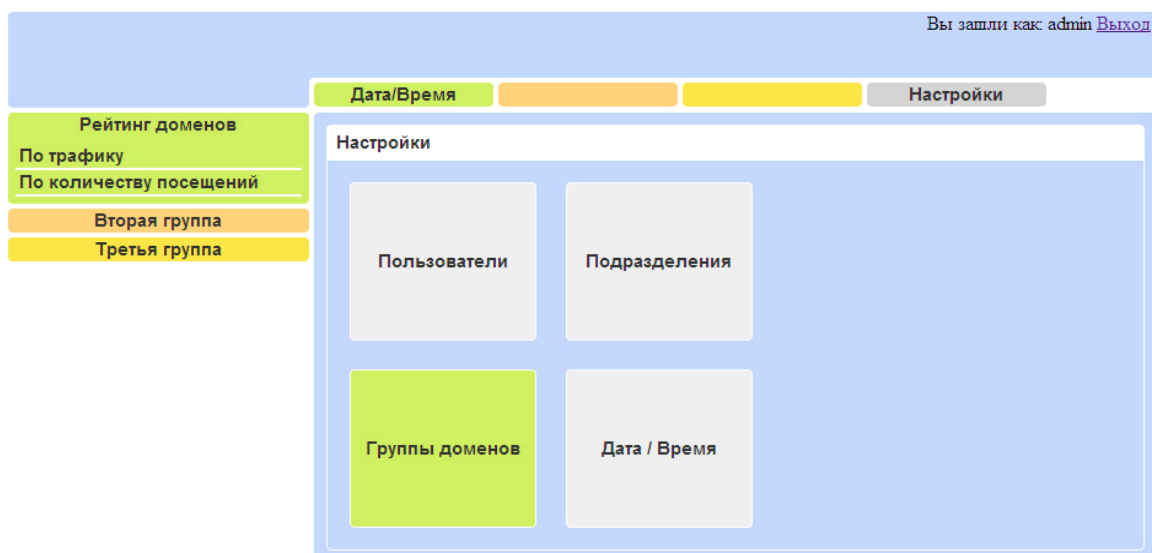 Вы зашли как: admin Выход
Дата/Время
Настройки
Рейтинг доменов
По трафику
По количеству посещений
Вторая группа
Третья группа
Настройки
Пользователи
Подразделения
Группы доменов
Дата / Время